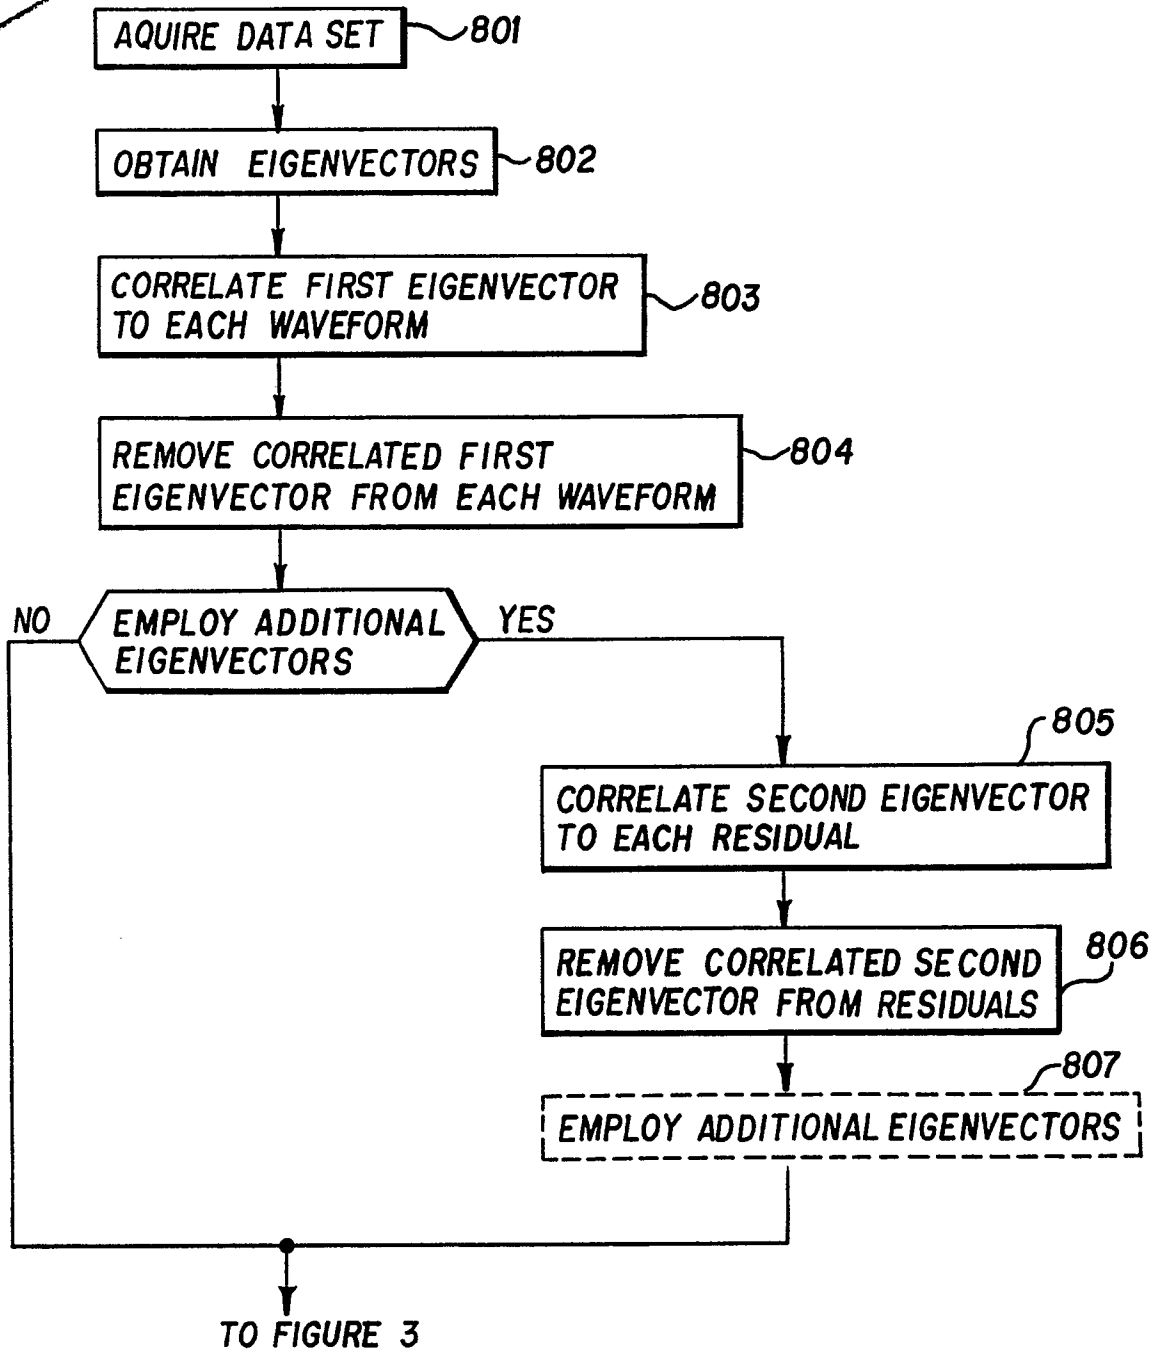 AQUIRE DATA SET
801
OBTAIN EIGENVECTORS
802
CORRELATE FIRST EIGENVECTOR
TO EACH WAVEFORM
803
REMOVE CORRELATED FIRST
EIGENVECTOR FROM EACH WAVEFORM
804
NO
EMPLOY ADDITIONAL
EIGENVECTORS
YES
805
CORRELATE SECOND EIGENVECTOR
TO EACH RESIDUAL
806
REMOVE CORRELATED SECOND
EIGENVECTOR FROM RESIDUALS
807
EMPLOY ADDITIONAL EIGENVECTORS
TO FIGURE 3